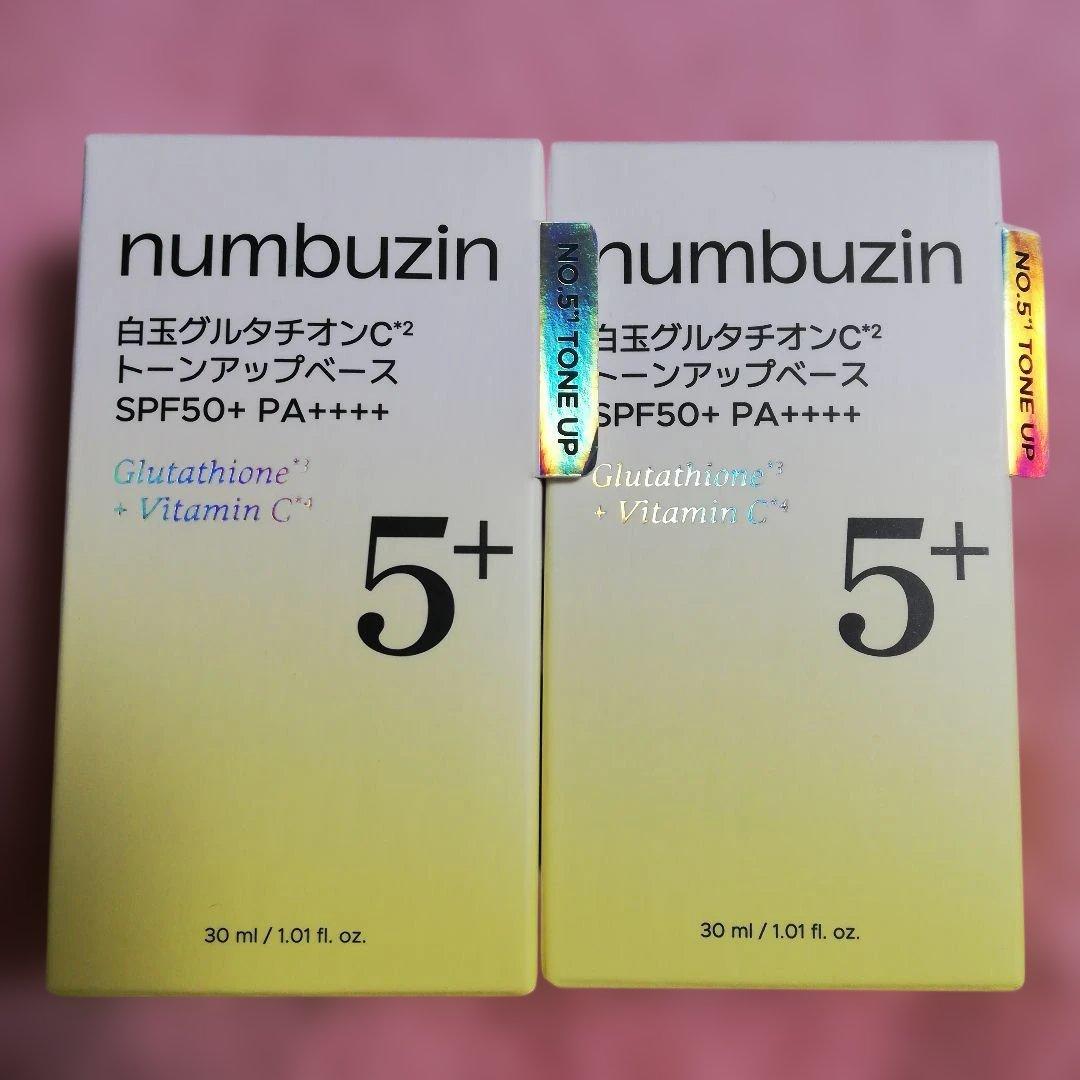 numbuzin
白玉グルタチオンC*2
トーンアップベース
SPF50+ PA++++
Glutathione*3
+ Vitamin C*4
5+
30 ml / 1.01 fl. oz.
NO.5*1 TONE UP
numbuzin
白玉グルタチオンC*2
トーンアップベース
SPF50+ PA++++
Glutathione*3
+ Vitamin C*4
5+
30 ml / 1.01 fl. oz.
NO.5*1 TONE UP